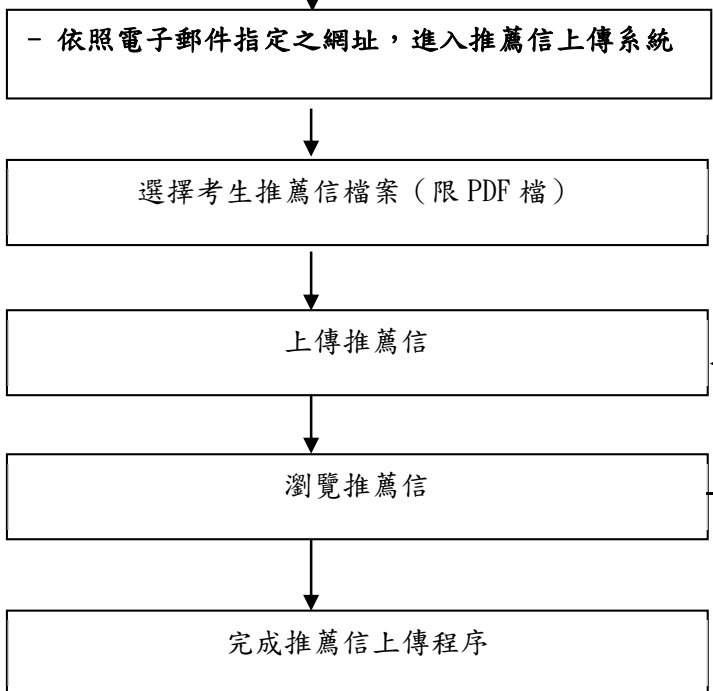 - 依照電子郵件指定之網址，進入推薦信上傳系統
選擇考生推薦信檔案（限 PDF 檔）
上傳推薦信
瀏覽推薦信
完成推薦信上傳程序